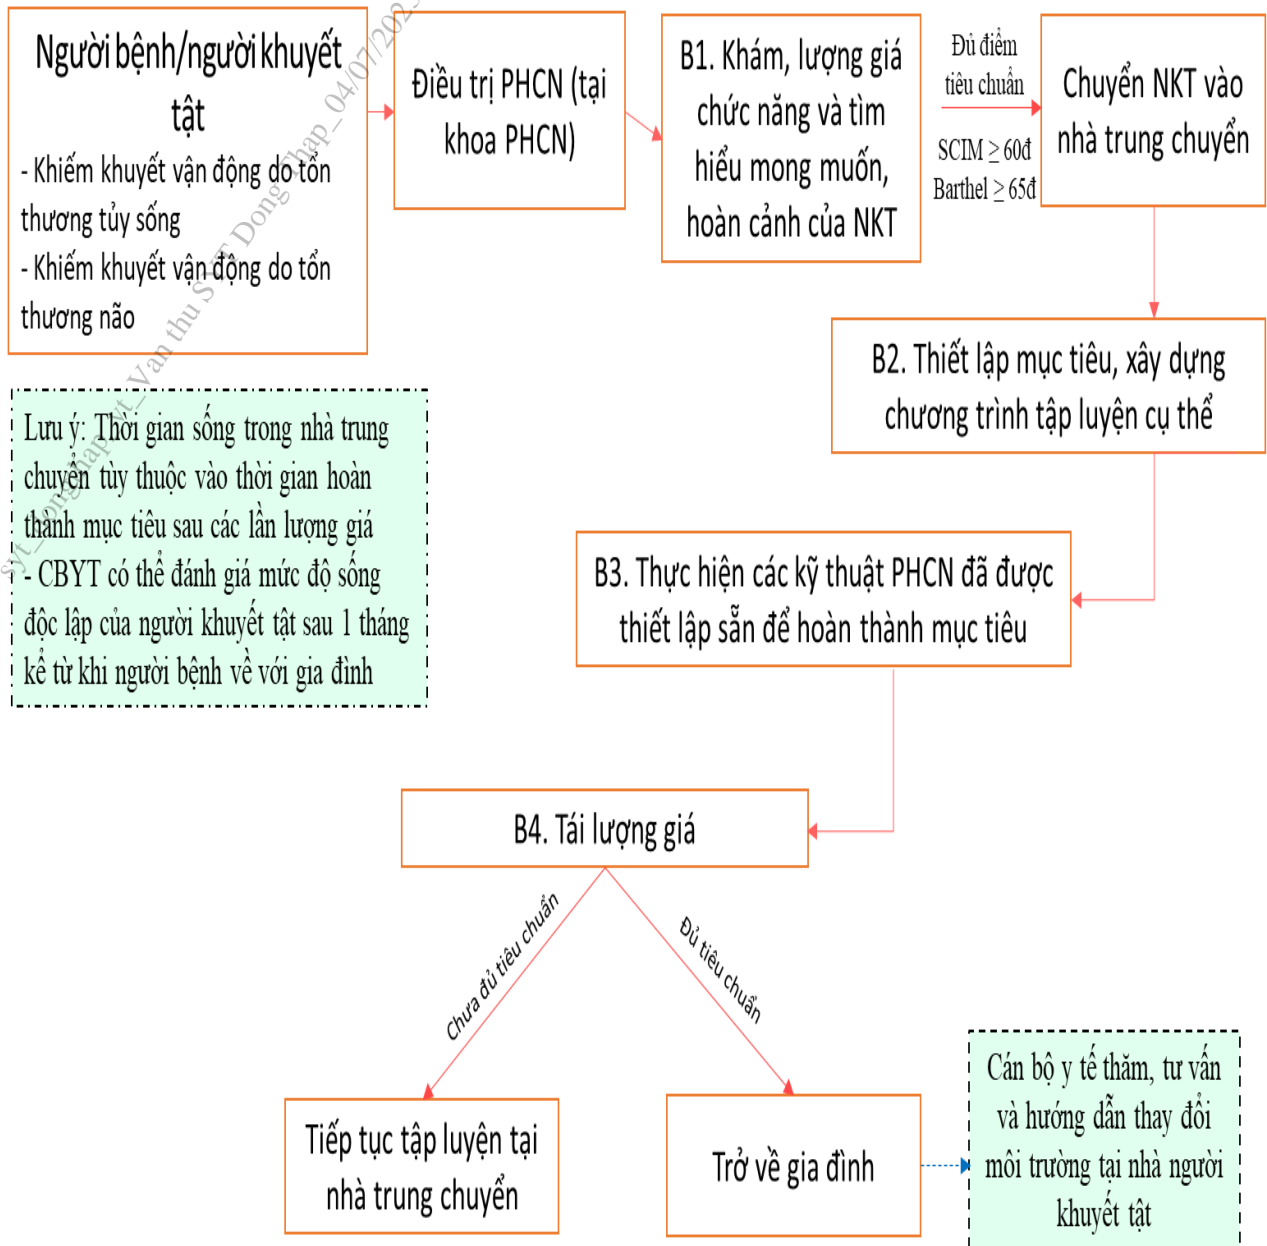 Người bệnh/người khuyết
tật
- Khiếm khuyết vận động do tổn
thương tủy sống
- Khiếm khuyết vận động do tổn
thương não
Điều trị PHCN (tại
khoa PHCN)
B1. Khám, lượng giá
chức năng và tìm
hiểu mong muốn,
hoàn cảnh của NKT
Đủ điểm
tiêu chuẩn
SCIM ≥ 60đ
Barthel ≥ 65đ
Chuyển NKT vào
nhà trung chuyển
B2. Thiết lập mục tiêu, xây dựng
chương trình tập luyện cụ thể
Lưu ý: Thời gian sống trong nhà trung
chuyển tùy thuộc vào thời gian hoàn
thành mục tiêu sau các lần lượng giá
- CBYT có thể đánh giá mức độ sống
độc lập của người khuyết tật sau 1 tháng
kể từ khi người bệnh về với gia đình
B3. Thực hiện các kỹ thuật PHCN đã được
thiết lập sẵn để hoàn thành mục tiêu
B4. Tái lượng giá
Chưa đủ tiêu chuẩn
Đủ tiêu chuẩn
Tiếp tục tập luyện tại
nhà trung chuyển
Trở về gia đình
Cán bộ y tế thăm, tư vấn
và hướng dẫn thay đổi
môi trường tại nhà người
khuyết tật
syt_dongthap_vt_Van thu SYT Dong Thap_04/07/2023